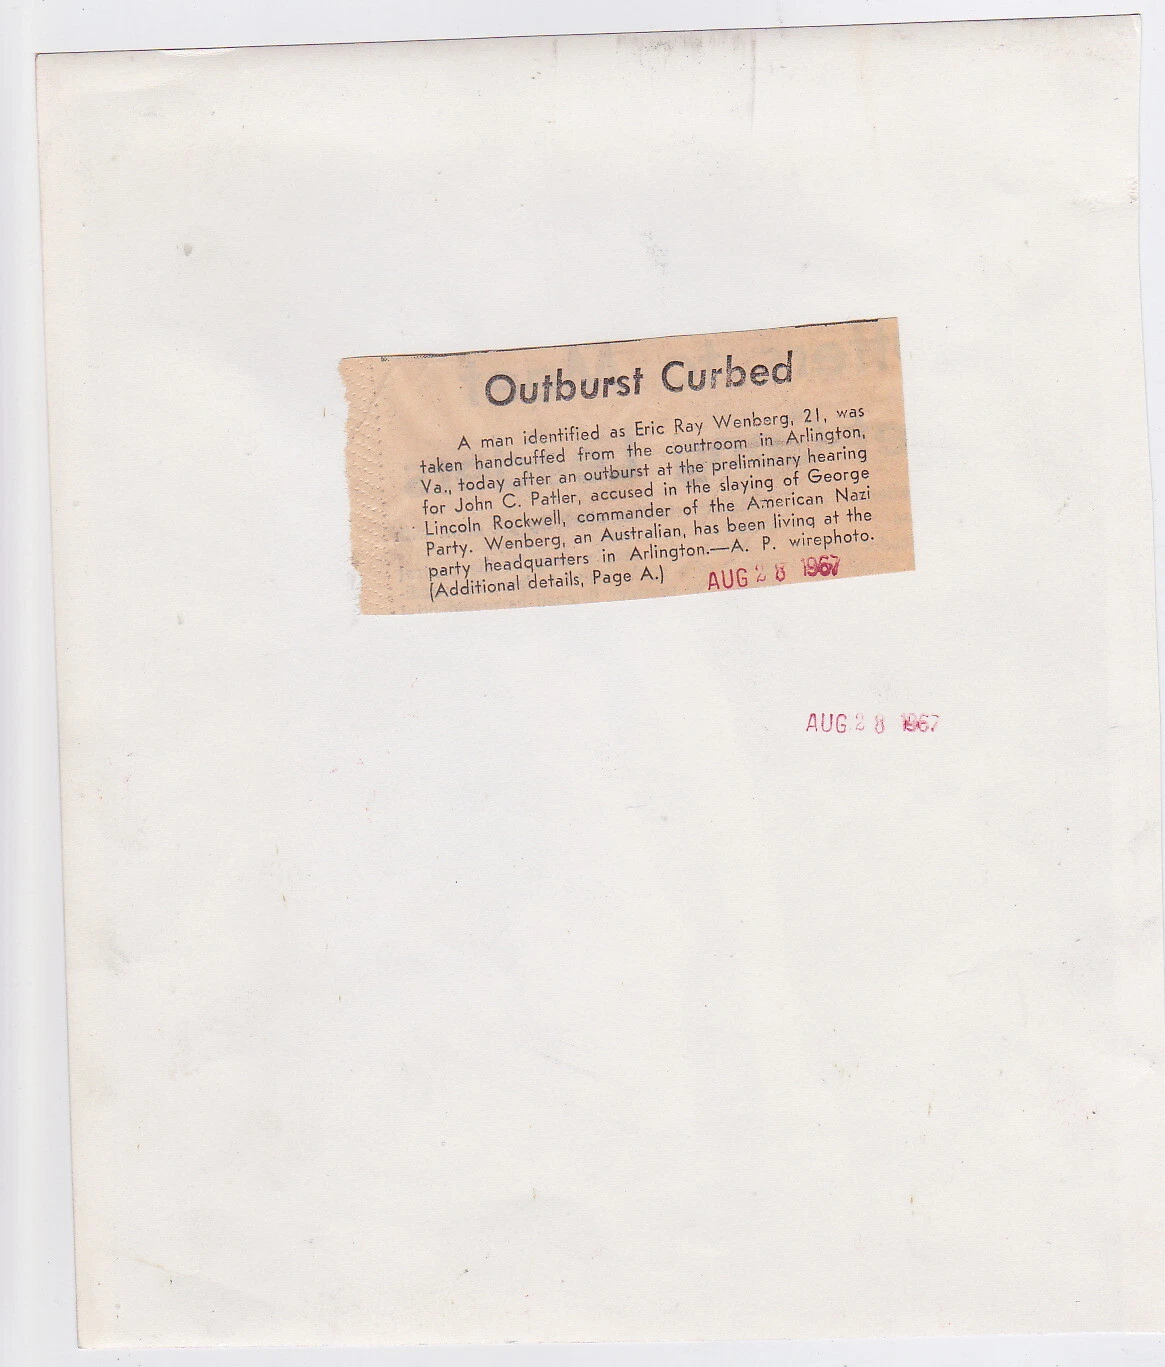 Outburst Curbed
A man identified as Eric Ray Wenberg, 21, was
taken handcuffed from the courtroom in Arlington,
Va., today after an outburst at the preliminary hearing
for John C. Patler, accused in the slaying of George
Lincoln Rockwell, commander of the American Nazi
Party. Wenberg, an Australian, has been living at the
party headquarters in Arlington.—A. P. wirephoto.
(Additional details, Page A.)
AUG 28 1967
AUG 28 1967